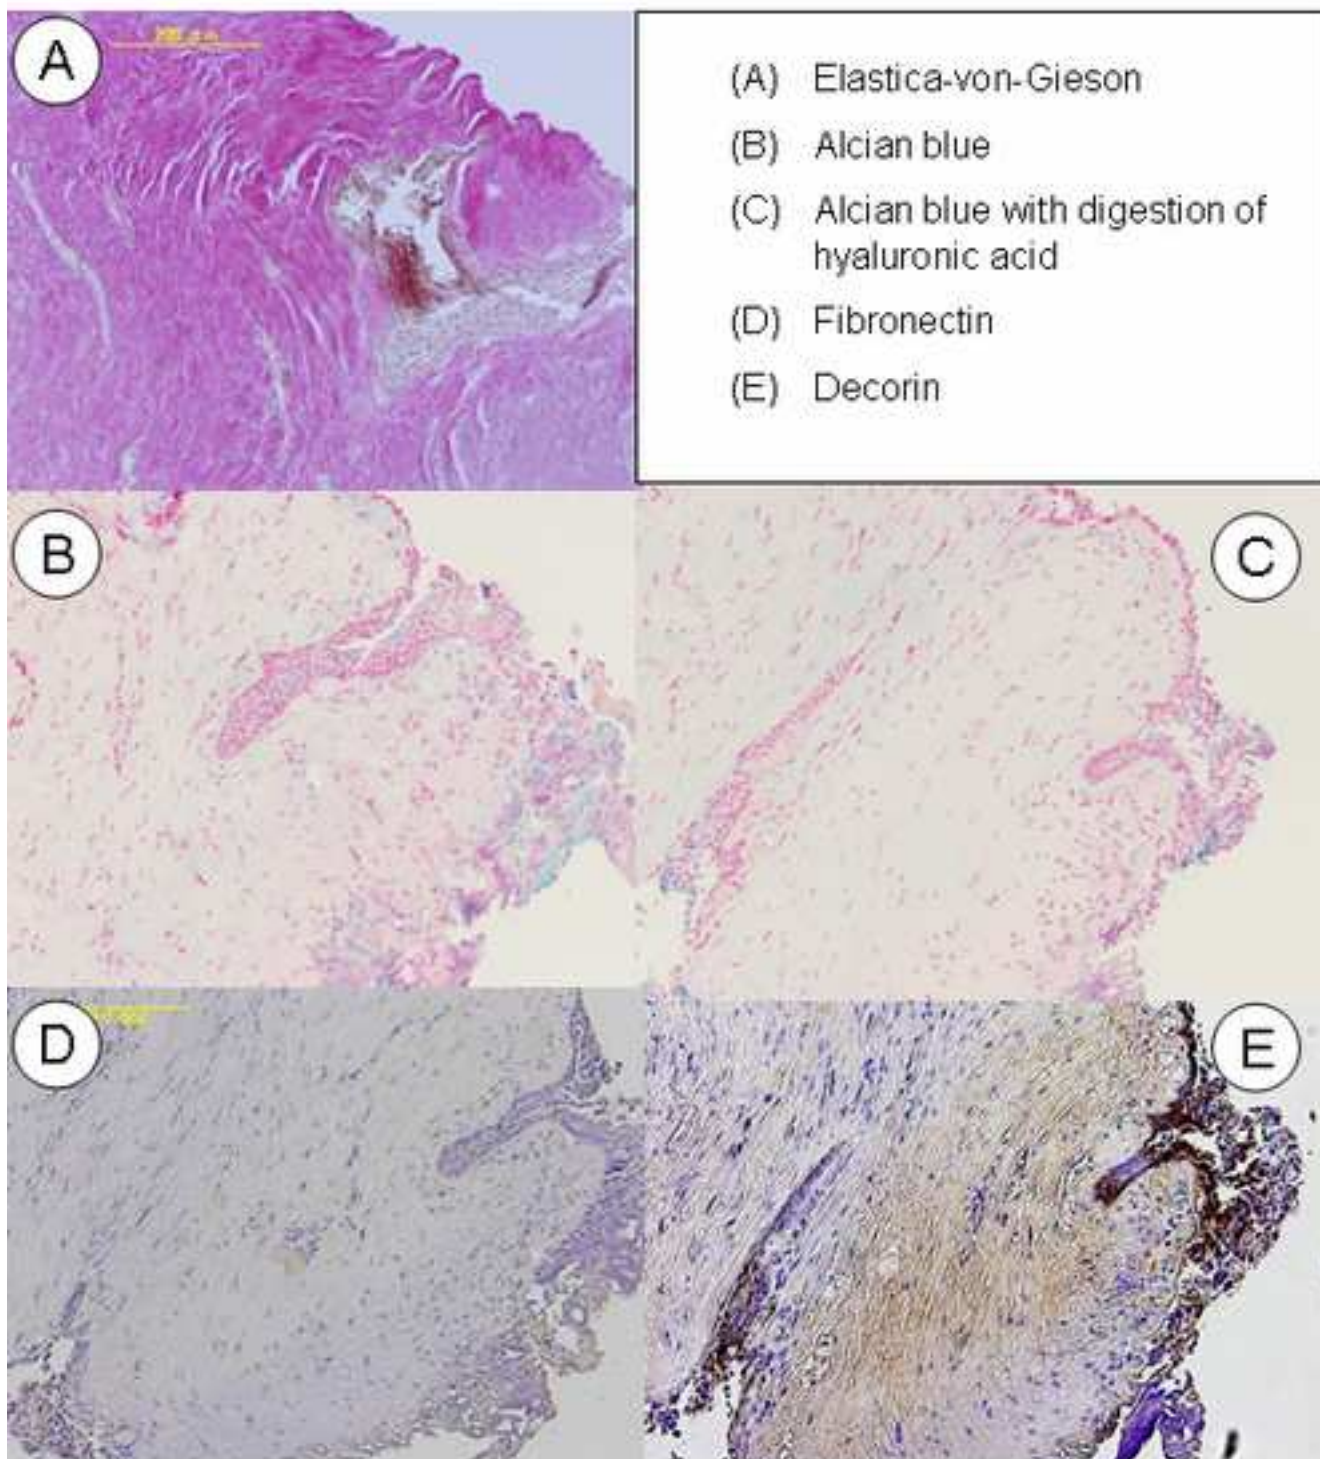 A
(A) Elastica-von-Gieson
(B) Alcian blue
(C) Alcian blue with digestion of
hyaluronic acid
(D) Fibronectin
(E) Decorin
B
C
D
E